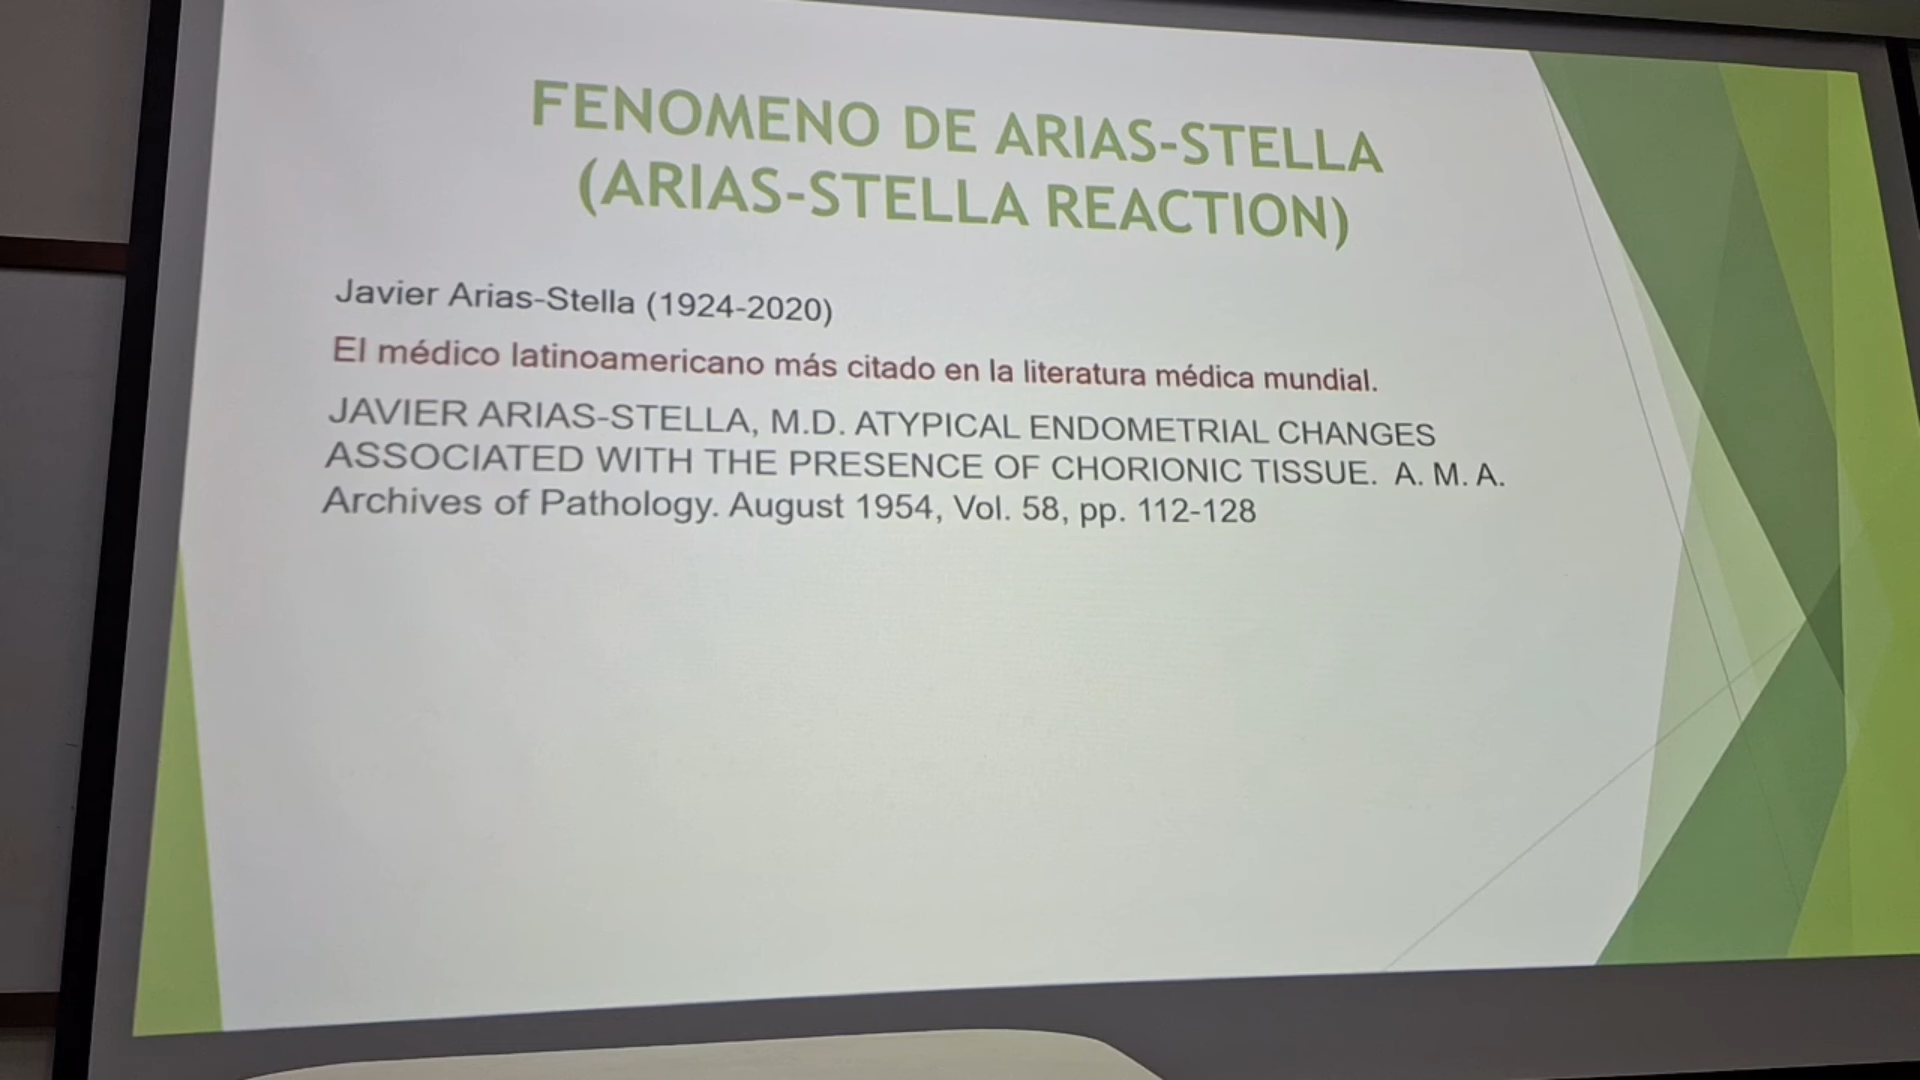 FENOMENO DE ARIAS-STELLA
(ARIAS-STELLA REACTION)
Javier Arias-Stella (1924-2020)
El médico latinoamericano más citado en la literatura médica mundial.
JAVIER ARIAS-STELLA, M.D. ATYPICAL ENDOMETRIAL CHANGES
ASSOCIATED WITH THE PRESENCE OF CHORIONIC TISSUE. A. M. A.
Archives of Pathology. August 1954, Vol. 58, pp. 112-128